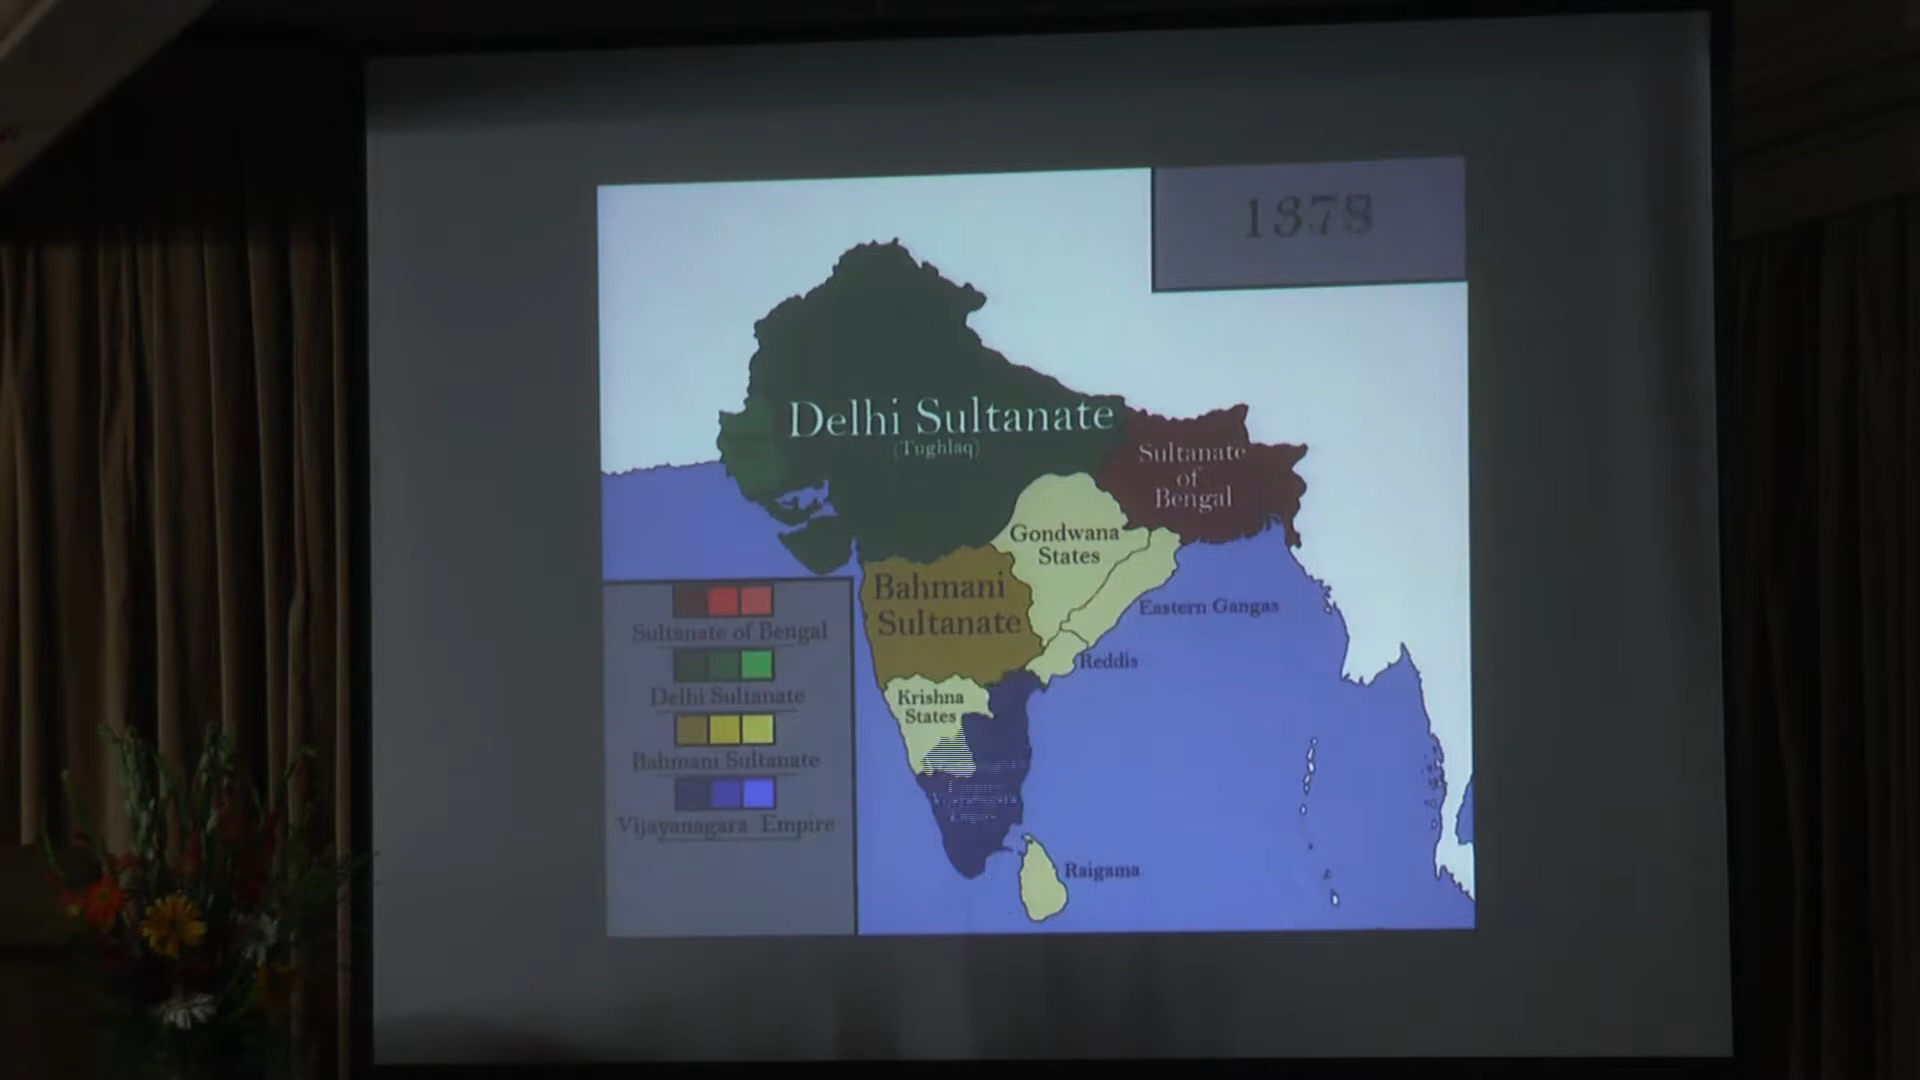 1378
Delhi Sultanate
(Tughlaq)
Sultanate
of
Bengal
Gondwana
States
Bahmani
Sultanate
Eastern Gangas
Reddis
Krishna
States
Raigama
Sultanate of Bengal
Delhi Sultanate
Bahmani Sultanate
Vijayanagara Empire